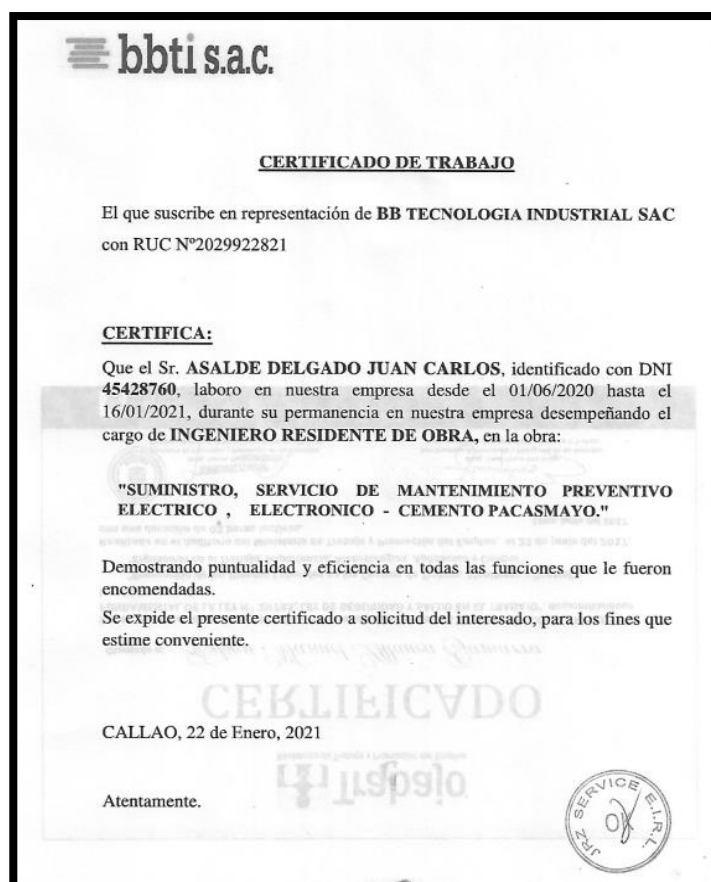 bbti s.a.c.
CERTIFICADO DE TRABAJO
El que suscribe en representación de BB TECNOLOGIA INDUSTRIAL SAC
con RUC Nº2029922821
CERTIFICA:
Que el Sr. ASALDE DELGADO JUAN CARLOS, identificado con DNI
45428760, laboro en nuestra empresa desde el 01/06/2020 hasta el
16/01/2021, durante su permanencia en nuestra empresa desempeñando el
cargo de INGENIERO RESIDENTE DE OBRA, en la obra:
"SUMINISTRO, SERVICIO DE MANTENIMIENTO PREVENTIVO
ELECTRICO , ELECTRONICO - CEMENTO PACASMAYO."
Demostrando puntualidad y eficiencia en todas las funciones que le fueron
encomendadas.
Se expide el presente certificado a solicitud del interesado, para los fines que
estime conveniente.
CERTIFICADO
CALLAO, 22 de Enero, 2021
Trabajo
Atentamente.
JRZ SERVICE E.I.R.L.